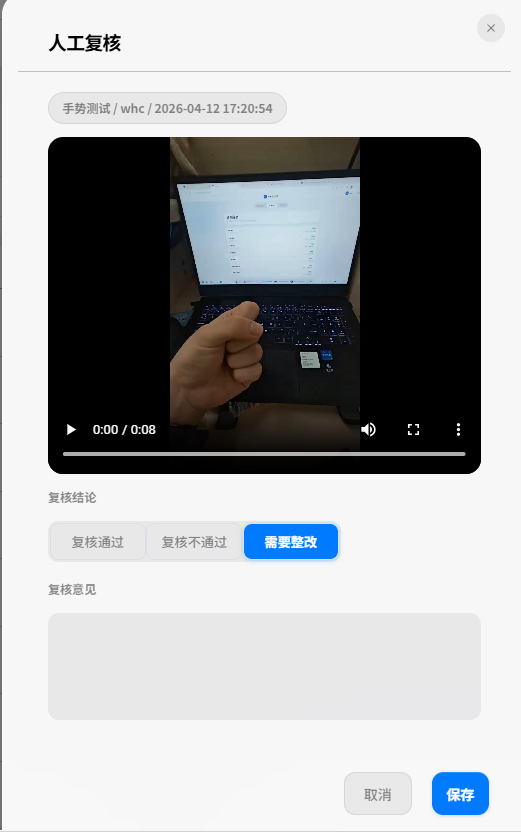 人工复核
手势测试 / whc / 2026-04-12 17:20:54
0:00 / 0:08
复核结论
复核通过 复核不通过 需要整改
复核意见
取消 保存